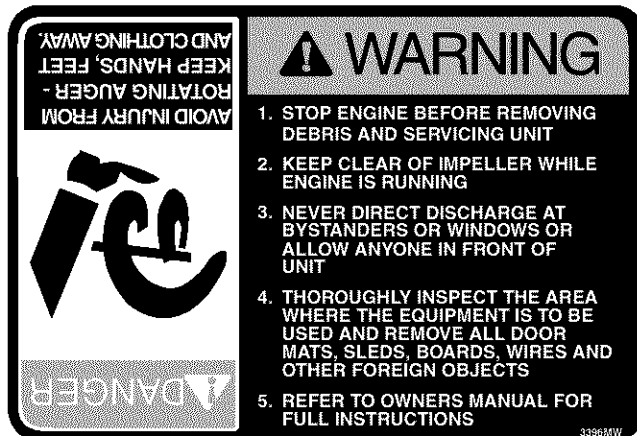 DANGER
AVOID INJURY FROM
ROTATING AUGER -
KEEP HANDS, FEET
AND CLOTHING AWAY.
WARNING
1. STOP ENGINE BEFORE REMOVING
DEBRIS AND SERVICING UNIT
2. KEEP CLEAR OF IMPELLER WHILE
ENGINE IS RUNNING
3. NEVER DIRECT DISCHARGE AT
BYSTANDERS OR WINDOWS OR
ALLOW ANYONE IN FRONT OF
UNIT
4. THOROUGHLY INSPECT THE AREA
WHERE THE EQUIPMENT IS TO BE
USED AND REMOVE ALL DOOR
MATS, SLEDS, BOARDS, WIRES AND
OTHER FOREIGN OBJECTS
5. REFER TO OWNERS MANUAL FOR
FULL INSTRUCTIONS
3396MW